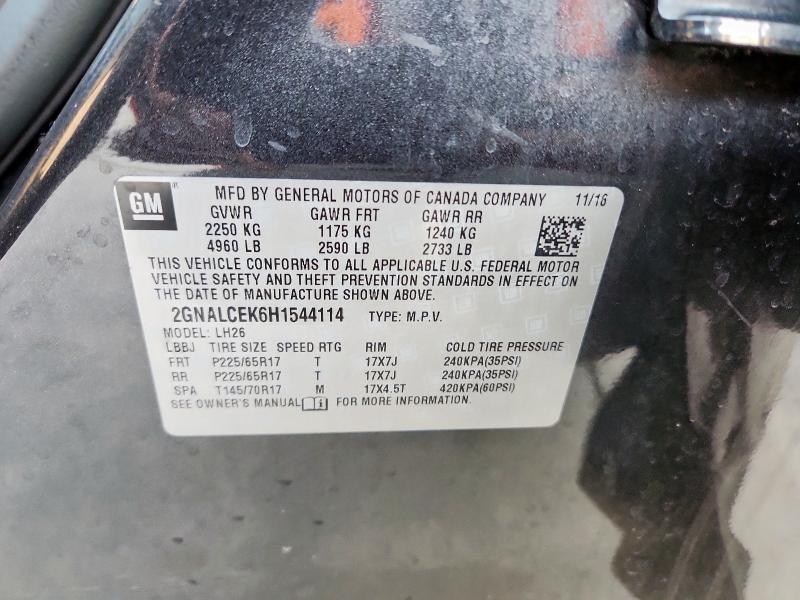 GM MFD BY GENERAL MOTORS OF CANADA COMPANY 11/16
GVWR GAWR FRT GAWR RR
2250 KG 1175 KG 1240 KG
4960 LB 2590 LB 2733 LB
THIS VEHICLE CONFORMS TO ALL APPLICABLE U.S. FEDERAL MOTOR
VEHICLE SAFETY AND THEFT PREVENTION STANDARDS IN EFFECT ON
THE DATE OF MANUFACTURE SHOWN ABOVE.
2GNALCEK6H1544114 TYPE: M.P.V.
MODEL: LH26
LBBJ TIRE SIZE SPEED RTG RIM COLD TIRE PRESSURE
FRT P225/65R17 T 17X7J 240KPA(35PSI)
RR P225/65R17 T 17X7J 240KPA(35PSI)
SPA T145/70R17 M 17X4.5T 420KPA(60PSI)
SEE OWNER'S MANUAL i FOR MORE INFORMATION.